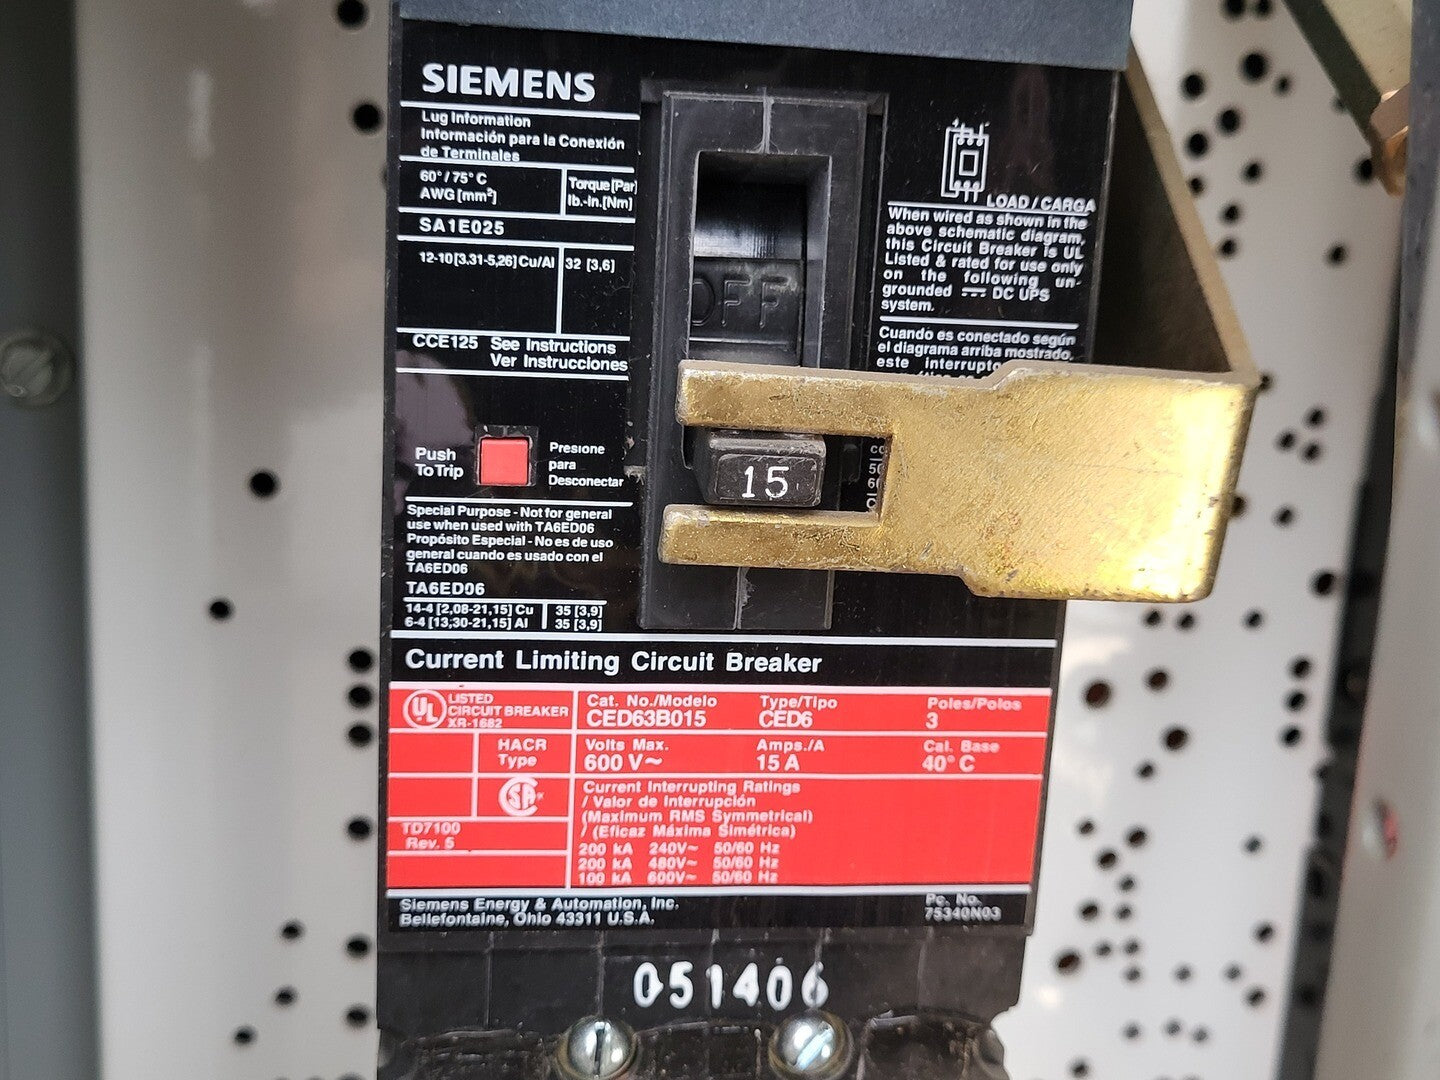 SIEMENS
Lug Information
Información para la Conexión
de Terminales
60° / 75° C
AWG [mm²]
Torque [Par]
lb.-in.[Nm]
SA1E025
12-10 [3.31-5,26] Cu/Al
32 [3,6]
CCE125 See Instructions
Ver Instrucciones
Push
To Trip
Presione
para
Desconectar
Special Purpose - Not for general
use when used with TA6ED06
Propósito Especial - No es de uso
general cuando es usado con el
TA6ED06
TA6ED06
14-4 [2,08-21,15] Cu 35 [3,9]
6-4 [13,30-21,15] Al 35 [3,9]
OFF
15
LOAD / CARGA
When wired as shown in the
above schematic diagram,
this Circuit Breaker is UL
Listed & rated for use only
on the following un-
grounded ⎓ DC UPS
system.
Cuando es conectado según
el diagrama arriba mostrado,
este
Current Limiting Circuit Breaker
UL
LISTED
CIRCUIT BREAKER
XR-1682
HACR
Type
SA
TD7100
Rev. 5
Cat. No./Modelo
CED63B015
Type/Tipo
CED6
Poles/Polos
3
Volts Max.
600 V~
Amps./A
15 A
Cal. Base
40° C
Current Interrupting Ratings
/ Valor de Interrupción
(Maximum RMS Symmetrical)
/ (Eficaz Máxima Simétrica)
200 kA 240V~ 50/60 Hz
200 kA 480V~ 50/60 Hz
100 kA 600V~ 50/60 Hz
Siemens Energy & Automation, Inc.
Bellefontaine, Ohio 43311 U.S.A.
Pc. No.
75340N03
051406